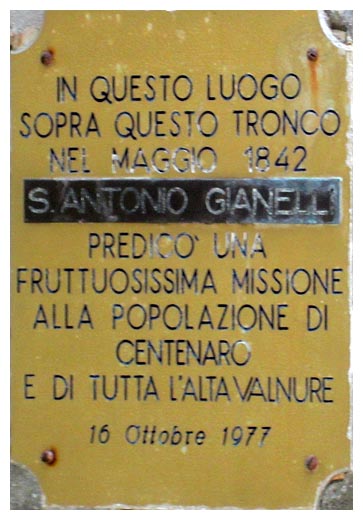 IN QUESTO LUOGO
SOPRA QUESTO TRONCO
NEL MAGGIO 1842
S. ANTONIO GIANELLI
PREDICO' UNA
FRUTTUOSISSIMA MISSIONE
ALLA POPOLAZIONE DI
CENTENARO
E DI TUTTA L'ALTA VALNURE
16 Ottobre 1977